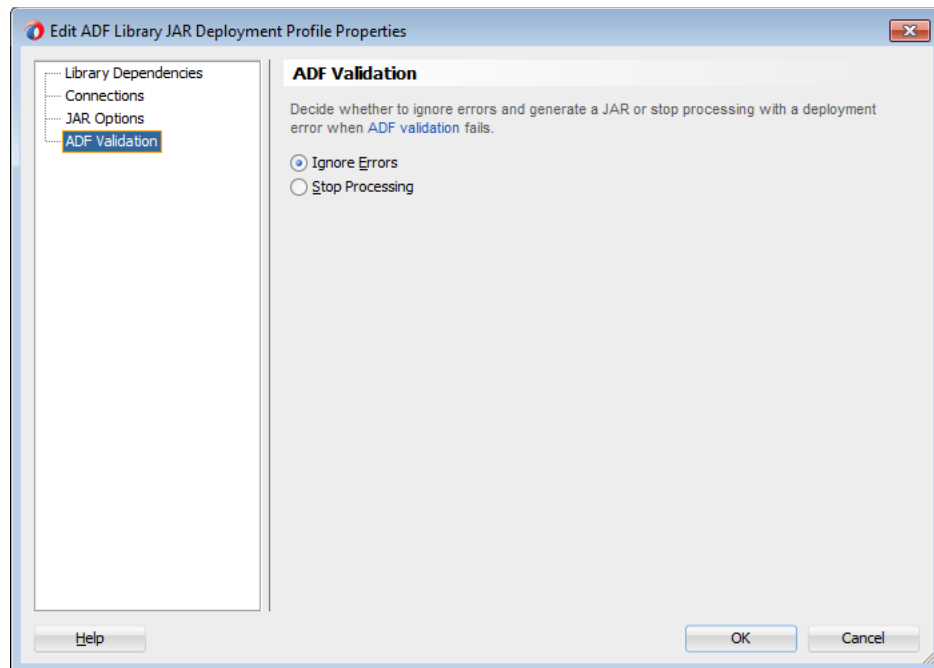 Edit ADF Library JAR Deployment Profile Properties
Library Dependencies
Connections
JAR Options
ADF Validation
ADF Validation
Decide whether to ignore errors and generate a JAR or stop processing with a deployment
error when ADF validation fails.
Ignore Errors
Stop Processing
Help
OK
Cancel